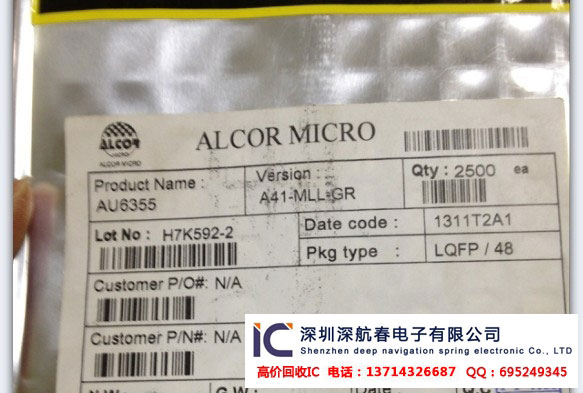 ALCOR
MICRO
ALCOR MICRO
ALCOR MICRO
Product Name :
AU6355
Version :
A41-MLL-GR
Qty : 2500 ea
Lot No : H7K592-2
Date code : 1311T2A1
Pkg type : LQFP / 48
Customer P/O#: N/A
Customer P/N#: N/A
N.W G.W Date : Q.C
IC 深圳深航春电子有限公司
Shenzhen deep navigation spring electronic Co., LTD
高价回收IC 电话：13714326687 QQ：695249345